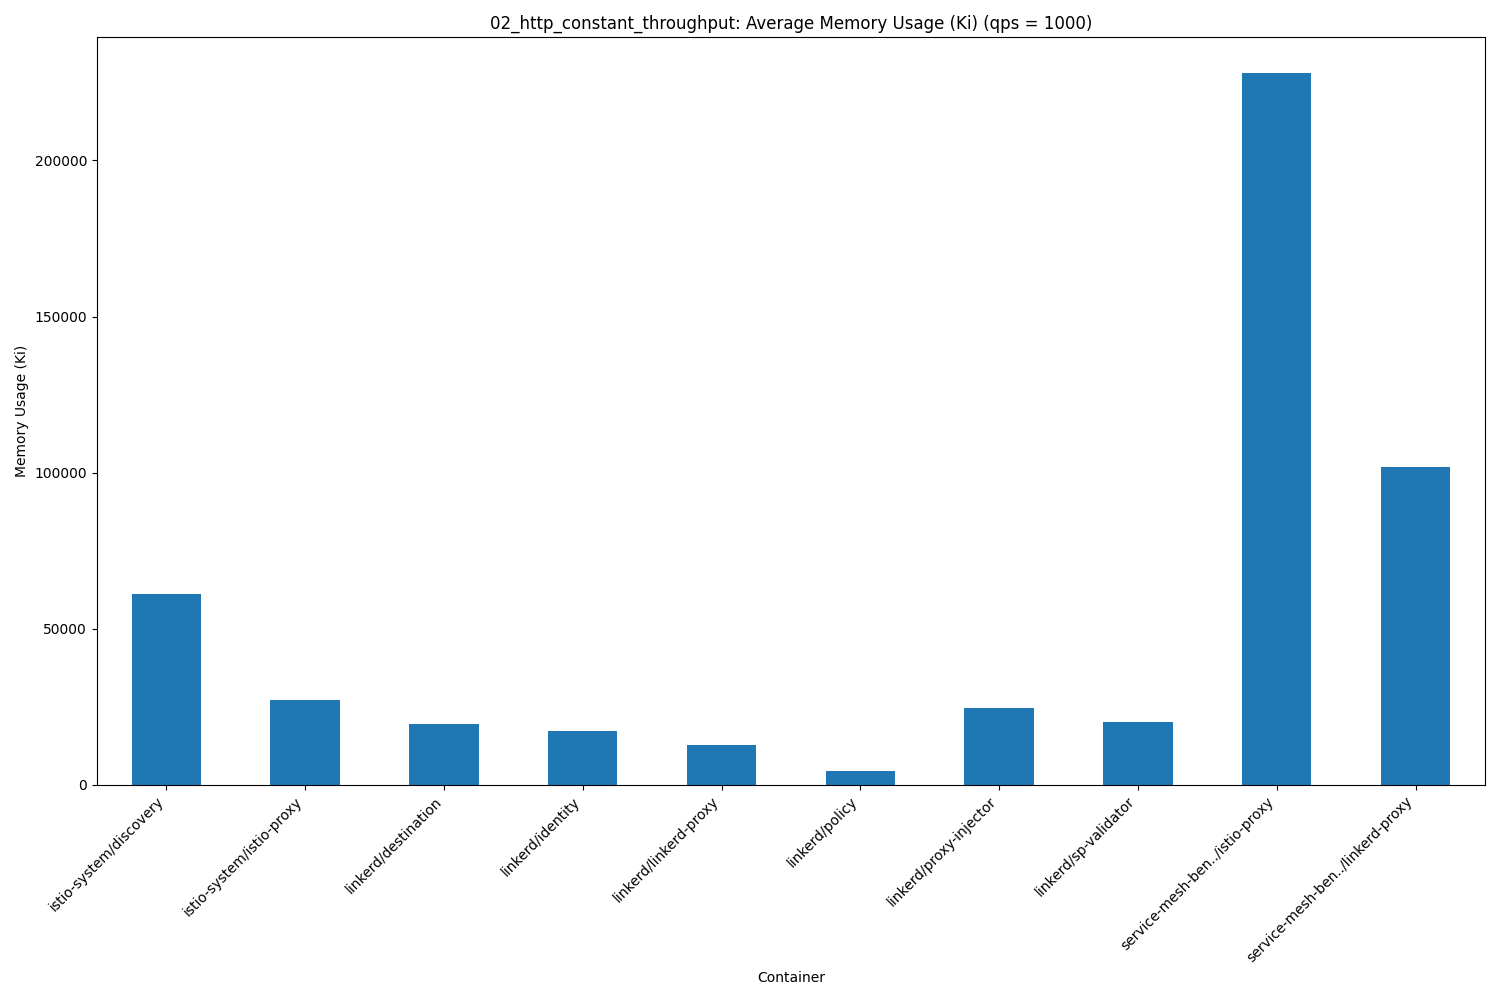 02_http_constant_throughput: Average Memory Usage (Ki) (qps = 1000)
Memory Usage (Ki)
200000
150000
100000
50000
0
istio-system/discovery
istio-system/istio-proxy
linkerd/destination
linkerd/identity
linkerd/linkerd-proxy
linkerd/policy
linkerd/proxy-injector
linkerd/sp-validator
service-mesh-ben../istio-proxy
service-mesh-ben../linkerd-proxy
Container